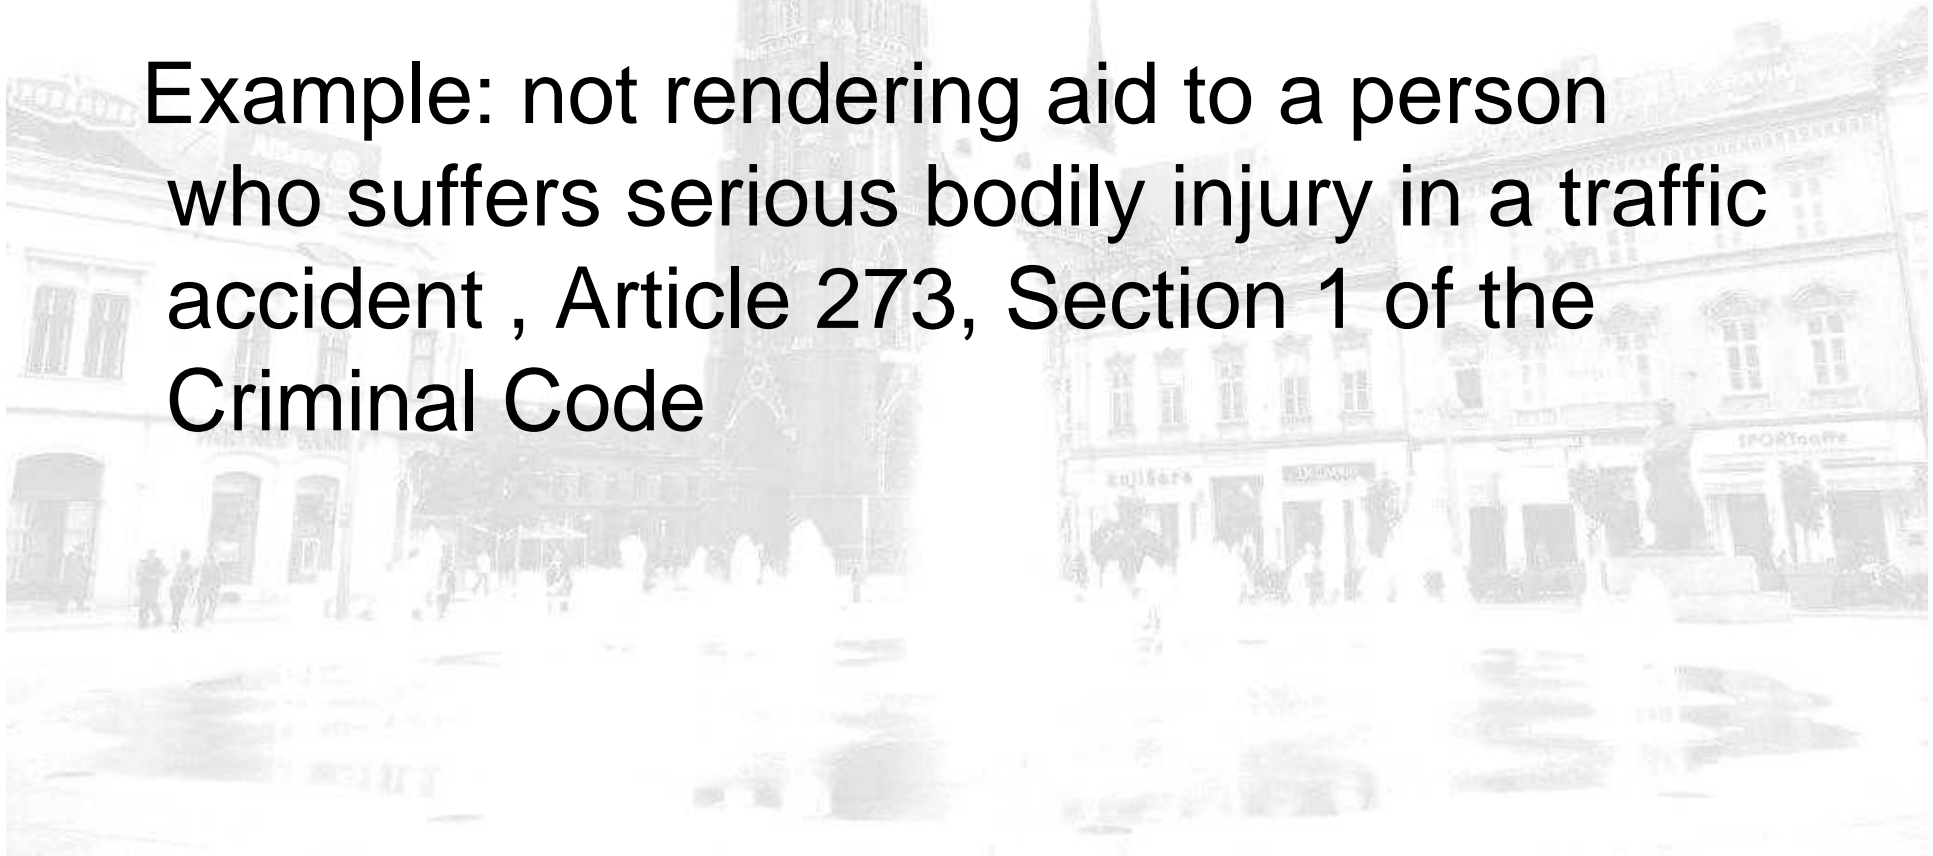 Example: not rendering aid to a person
who suffers serious bodily injury in a traffic
accident , Article 273, Section 1 of the
Criminal Code